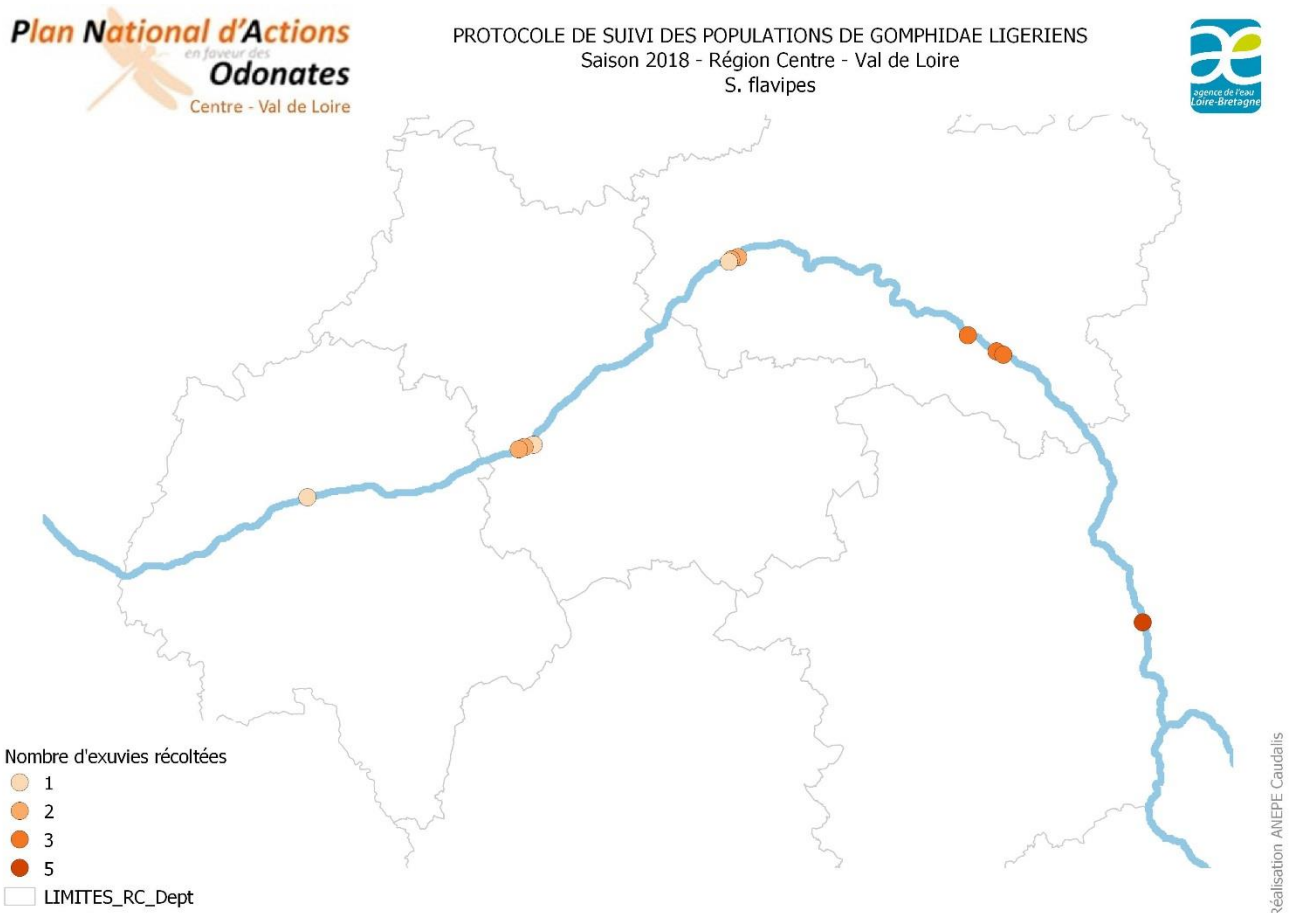 Plan National d'Actions
en faveur des
Odonates
Centre - Val de Loire
PROTOCOLE DE SUIVI DES POPULATIONS DE GOMPHIDAE LIGERIENS
Saison 2018 - Région Centre - Val de Loire
S. flavipes
ae
agence de l'eau
Loire-Bretagne
Nombre d'exuvies récoltées
1
2
3
5
LIMITES_RC_Dept
Réalisation ANEPE Caudalis